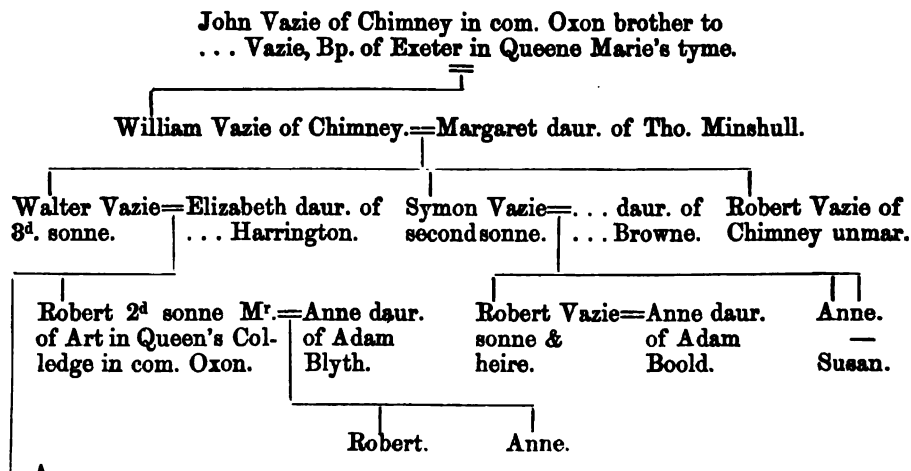 John Vazie of Chimney in com. Oxon brother to
... Vazie, Bp. of Exeter in Queene Marie's tyme.
William Vazie of Chimney.=Margaret daur. of Tho. Minshull.
Walter Vazie=Elizabeth daur. of
3d. sonne. ... Harrington.
Symon Vazie=... daur. of
second sonne. ... Browne.
Robert Vazie of
Chimney unmar.
Robert 2d sonne Mr.=Anne daur.
of Art in Queen's Col- of Adam
ledge in com. Oxon. Blyth.
Robert Vazie=Anne daur.
sonne & of Adam
heire. Boold.
Anne.
—
Susan.
Robert. Anne.